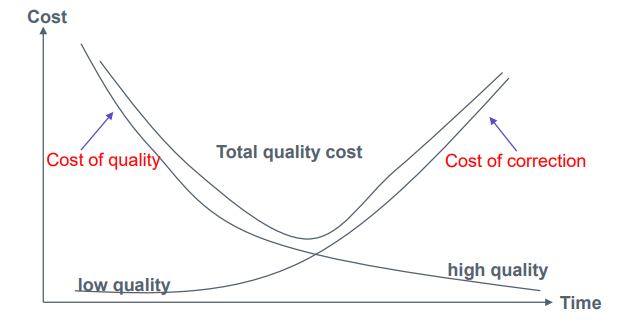 Cost
Total quality cost
Cost of quality
Cost of correction
high quality
low quality
Time